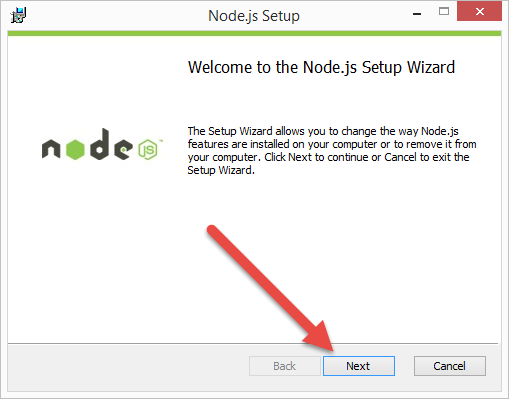 Node.js Setup
Welcome to the Node.js Setup Wizard
The Setup Wizard allows you to change the way Node.js
features are installed on your computer or to remove it from
your computer. Click Next to continue or Cancel to exit the
Setup Wizard.
node JS ™
Back Next Cancel